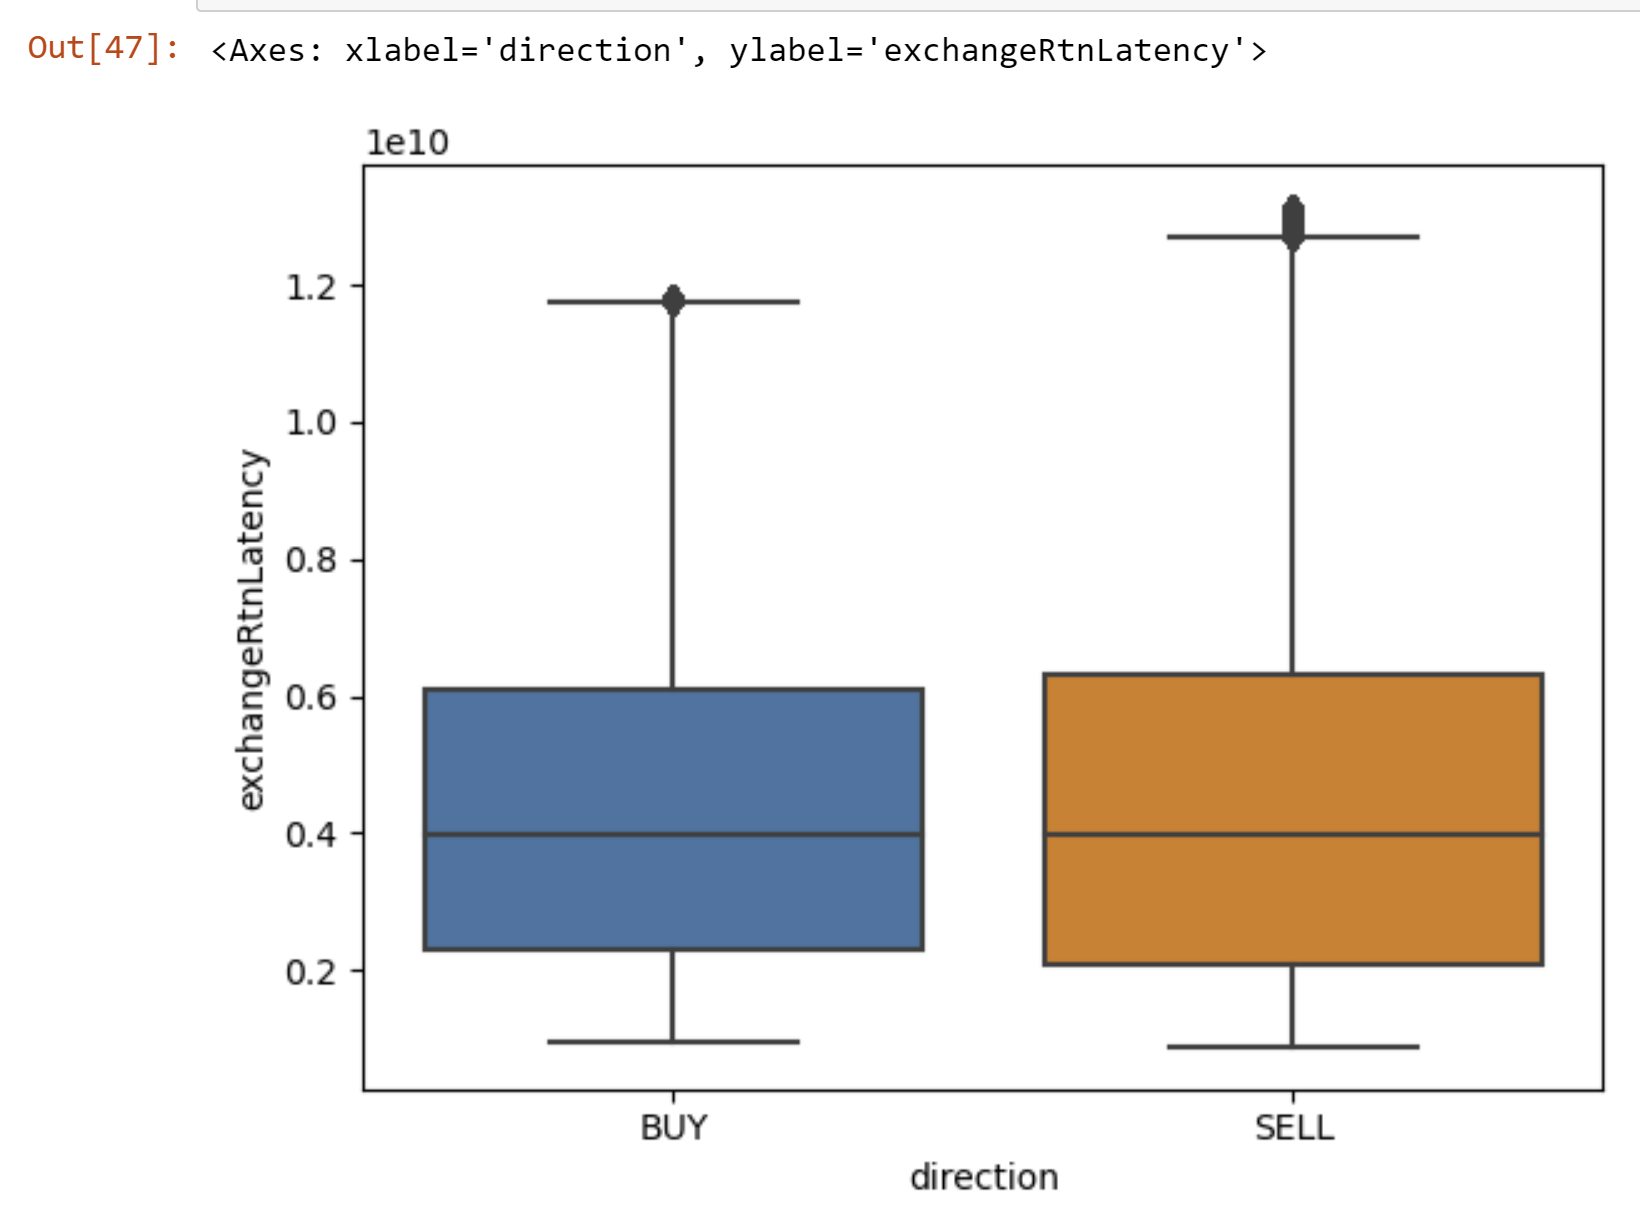 Out[47]: <Axes: xlabel='direction', ylabel='exchangeRtnLatency'>
1e10
1.2
1.0
0.8
0.6
0.4
0.2
exchangeRtnLatency
BUY SELL
direction